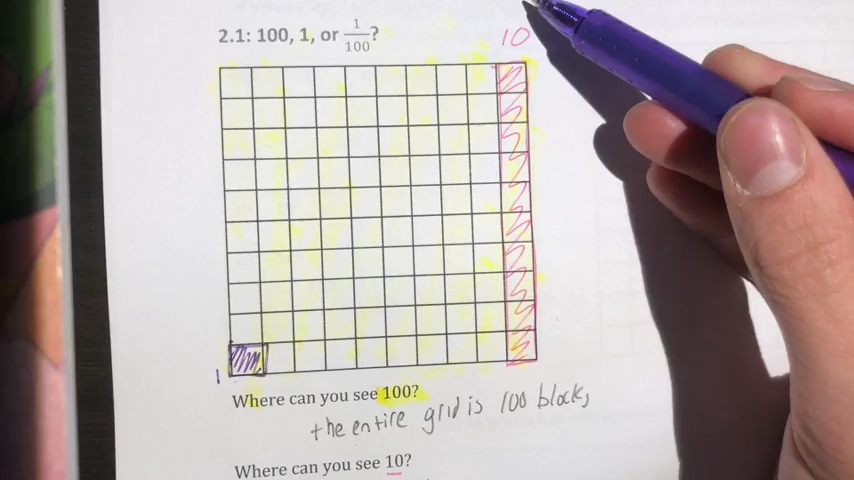 2.1: 100, 1, or 1/100?
10
1
Where can you see 100?
the entire grid is 100 blocks
Where can you see 10?